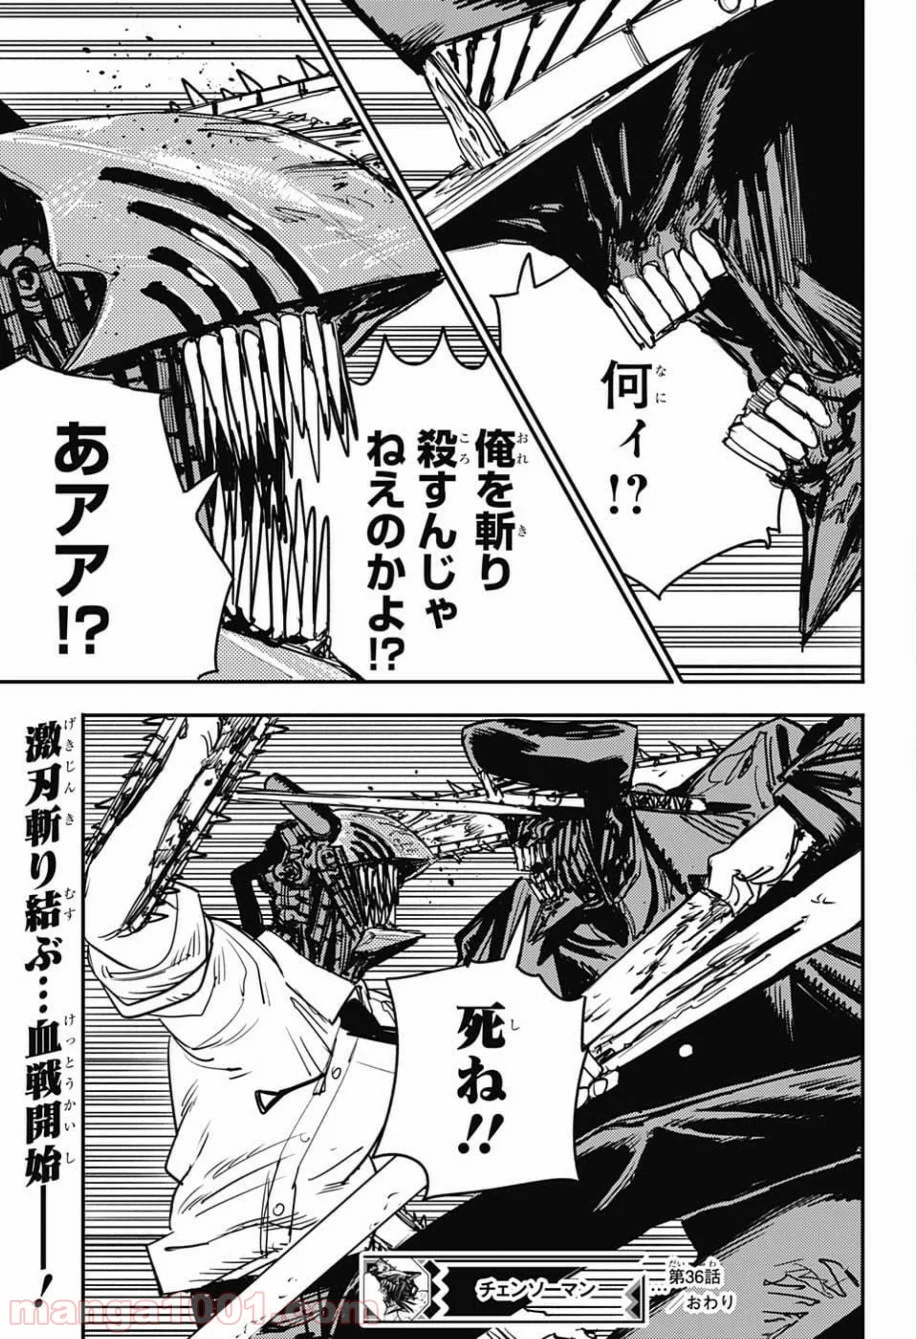 何ィ!?
俺を斬り
殺すんじゃ
ねえのかよ!?
あアア!?
死ね!!
激刃斬り結ぶ…血戦開始——!
チェンソーマン
第36話
…／おわり
manga1001.com